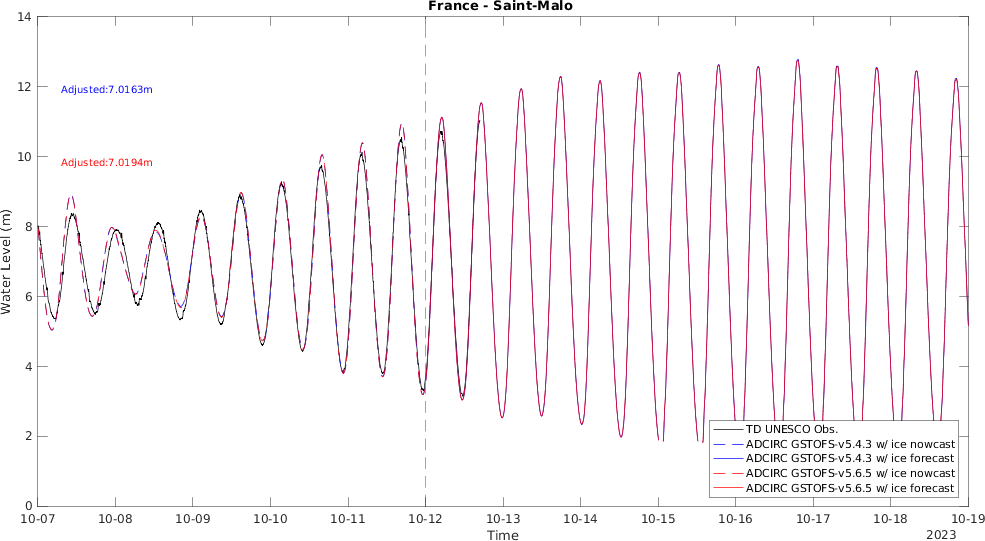 France - Saint-Malo
14
12
10
8
6
4
2
0
Water Level (m)
Adjusted:7.0163m
Adjusted:7.0194m
TD UNESCO Obs.
ADCIRC GSTOFS-v5.4.3 w/ ice nowcast
ADCIRC GSTOFS-v5.4.3 w/ ice forecast
ADCIRC GSTOFS-v5.6.5 w/ ice nowcast
ADCIRC GSTOFS-v5.6.5 w/ ice forecast
10-07 10-08 10-09 10-10 10-11 10-12 10-13 10-14 10-15 10-16 10-17 10-18 10-19
Time
2023